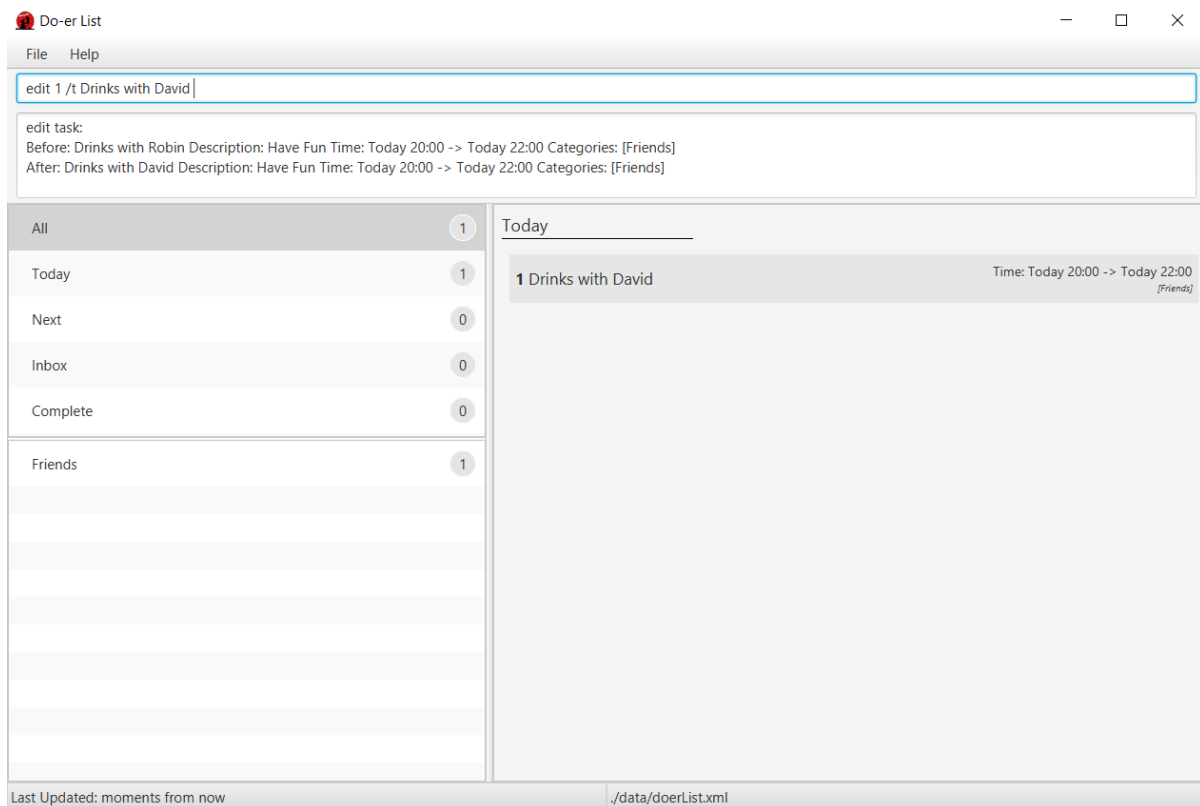 Do-er List
File Help
edit 1 /t Drinks with David
edit task:
Before: Drinks with Robin Description: Have Fun Time: Today 20:00 -> Today 22:00 Categories: [Friends]
After: Drinks with David Description: Have Fun Time: Today 20:00 -> Today 22:00 Categories: [Friends]
All 1
Today 1
Next 0
Inbox 0
Complete 0
Friends 1
Today
1 Drinks with David
Time: Today 20:00 -> Today 22:00
[Friends]
Last Updated: moments from now
./data/doerList.xml